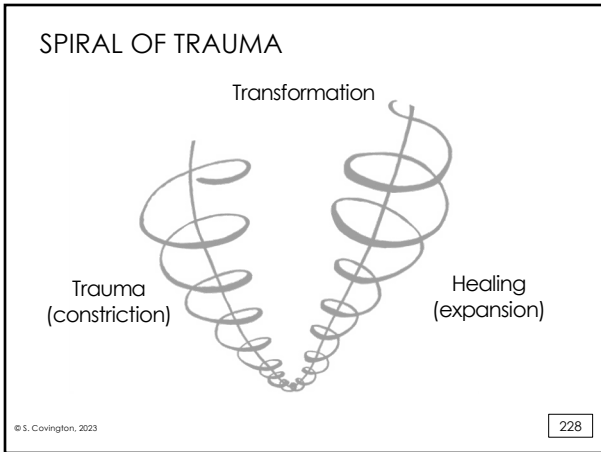 SPIRAL OF TRAUMA
Transformation
Trauma
(constriction)
Healing
(expansion)
© S. Covington, 2023
228